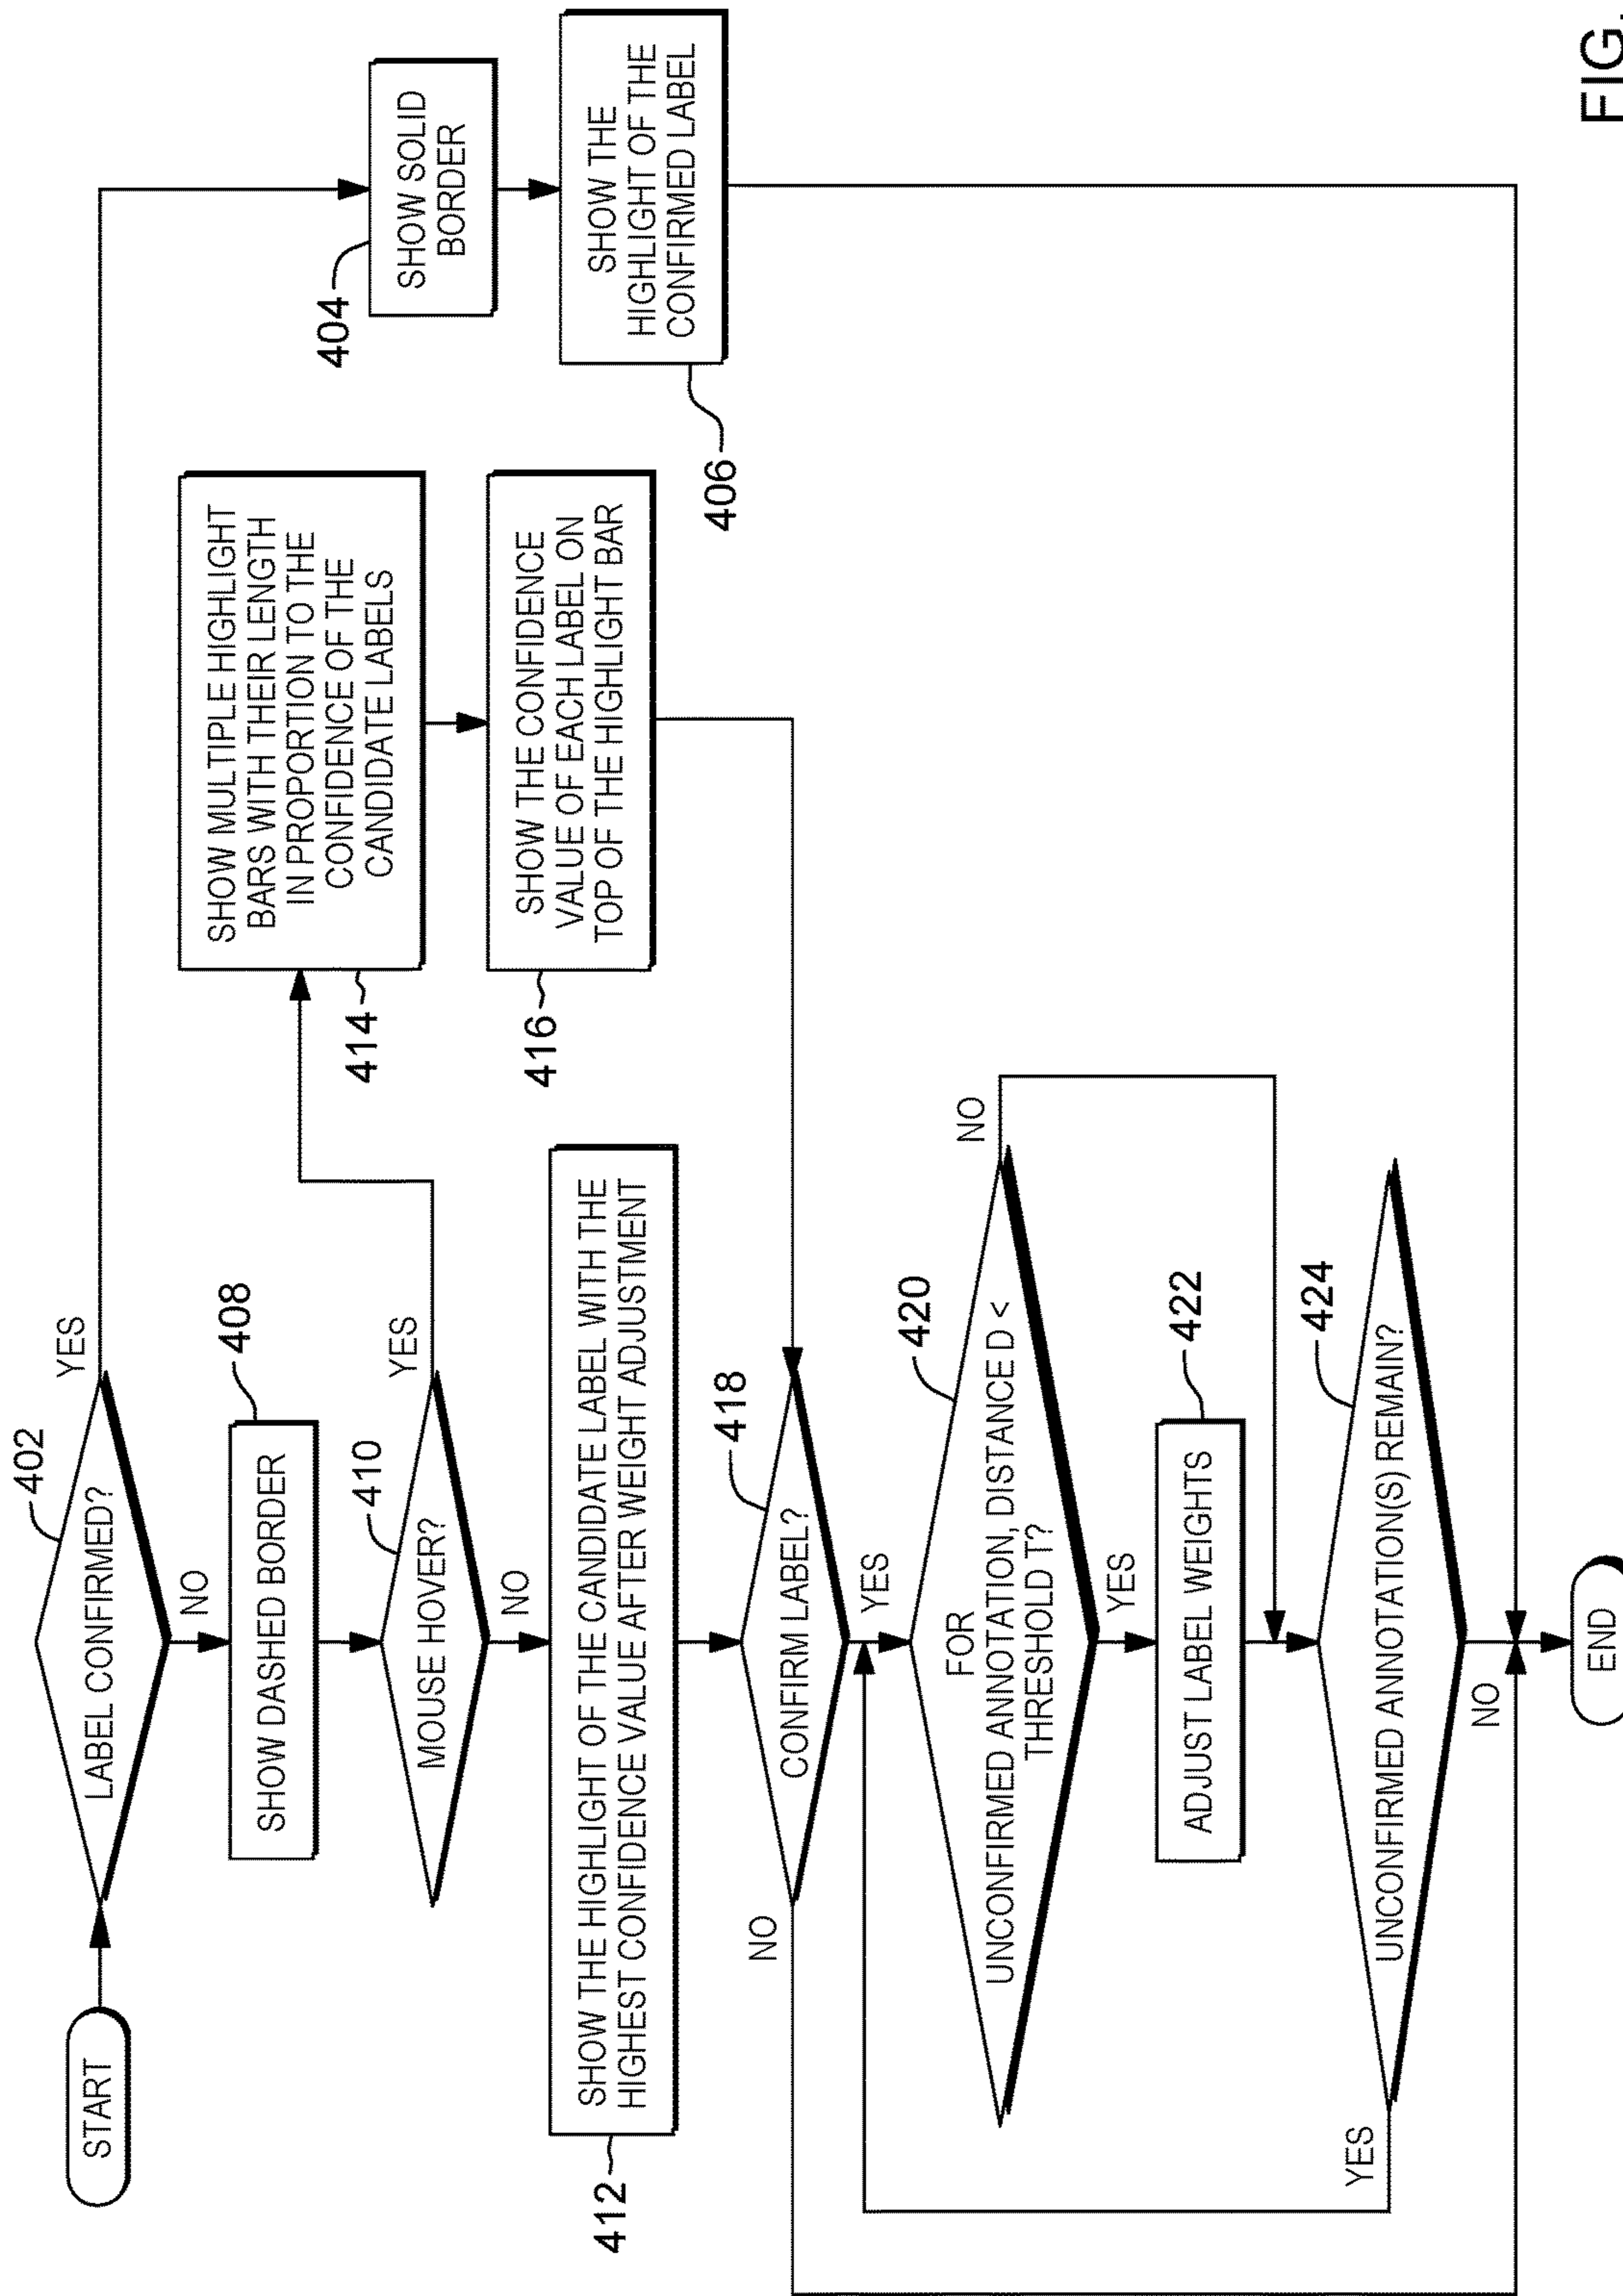 START
402
LABEL CONFIRMED?
YES
NO
404
SHOW SOLID
BORDER
406
SHOW THE
HIGHLIGHT OF THE
CONFIRMED LABEL
408
SHOW DASHED BORDER
410
MOUSE HOVER?
YES
NO
414
SHOW MULTIPLE HIGHLIGHT
BARS WITH THEIR LENGTH
IN PROPORTION TO THE
CONFIDENCE OF THE
CANDIDATE LABELS
416
SHOW THE CONFIDENCE
VALUE OF EACH LABEL ON
TOP OF THE HIGHLIGHT BAR
412
SHOW THE HIGHLIGHT OF THE CANDIDATE LABEL WITH THE
HIGHEST CONFIDENCE VALUE AFTER WEIGHT ADJUSTMENT
418
CONFIRM LABEL?
NO
YES
420
FOR
UNCONFIRMED ANNOTATION, DISTANCE D <
THRESHOLD T?
NO
YES
422
ADJUST LABEL WEIGHTS
424
UNCONFIRMED ANNOTATION(S) REMAIN?
YES
NO
END
FIG.